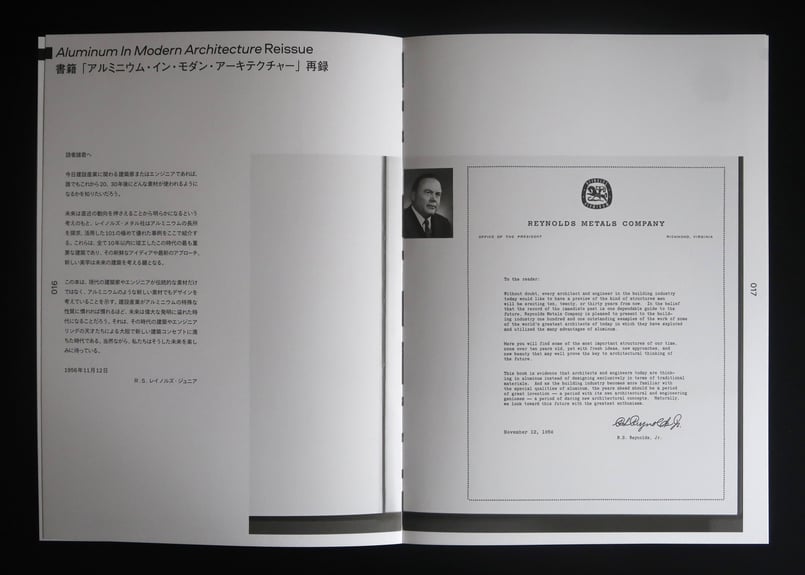 Aluminum In Modern Architecture Reissue
書籍「アルミニウム・イン・モダン・アーキテクチャー」再録
読者諸君へ
今日建設産業に関わる建築家またはエンジニアであれば、
誰でもこれから20、30年後にどんな素材が使われるように
なるかを知りたいだろう。
未来は直近の動向を押さえることから明らかになるという
考えのもと、レイノルズ・メタル社はアルミニウムの長所
を探求、活用した101の極めて優れた事例をここで紹介す
る。これらは、全て10年以内に竣工したこの時代の最も重
要な建築であり、その新鮮なアイディアや最新のアプローチ、
新しい美学は未来の建築を考える鍵となる。
この本は、現代の建築家やエンジニアが伝統的な素材だけ
ではなく、アルミニウムのような新しい素材でもデザインを
考えていることを示す。建設産業がアルミニウムの特殊な
性質に慣れれば慣れるほど、未来は偉大な発明に溢れた時
代になることだろう。それは、その時代の建築やエンジニア
リングの天才たちによる大胆で新しい建築コンセプトに満
ちた時代である。当然ながら、私たちはそうした未来を楽し
みに待っている。
1956年11月12日
R. S. レイノルズ・ジュニア
016
REYNOLDS METALS COMPANY
OFFICE OF THE PRESIDENT
RICHMOND, VIRGINIA
To the reader:
Without doubt, every architect and engineer in the building industry
today would like to have a preview of the kind of structures men
will be erecting ten, twenty, or thirty years from now. In the belief
that the record of the immediate past is one dependable guide to the
future, Reynolds Metals Company is pleased to present to the build-
ing industry one hundred and one outstanding examples of the work of some
of the world's greatest architects of today in which they have explored
and utilized the many advantages of aluminum.
Here you will find some of the most important structures of our time,
none over ten years old, yet with fresh ideas, new approaches, and
new beauty that may well prove the key to architectural thinking of
the future.
This book is evidence that architects and engineers today are think-
ing in aluminum instead of designing exclusively in terms of traditional
materials. And as the building industry becomes more familiar with
the special qualities of aluminum, the years ahead should be a period
of great invention — a period with its own architectural and engineering
geniuses — a period of daring new architectural concepts. Naturally,
we look toward this future with the greatest enthusiasm.
November 12, 1956
R.S. Reynolds, Jr.
017